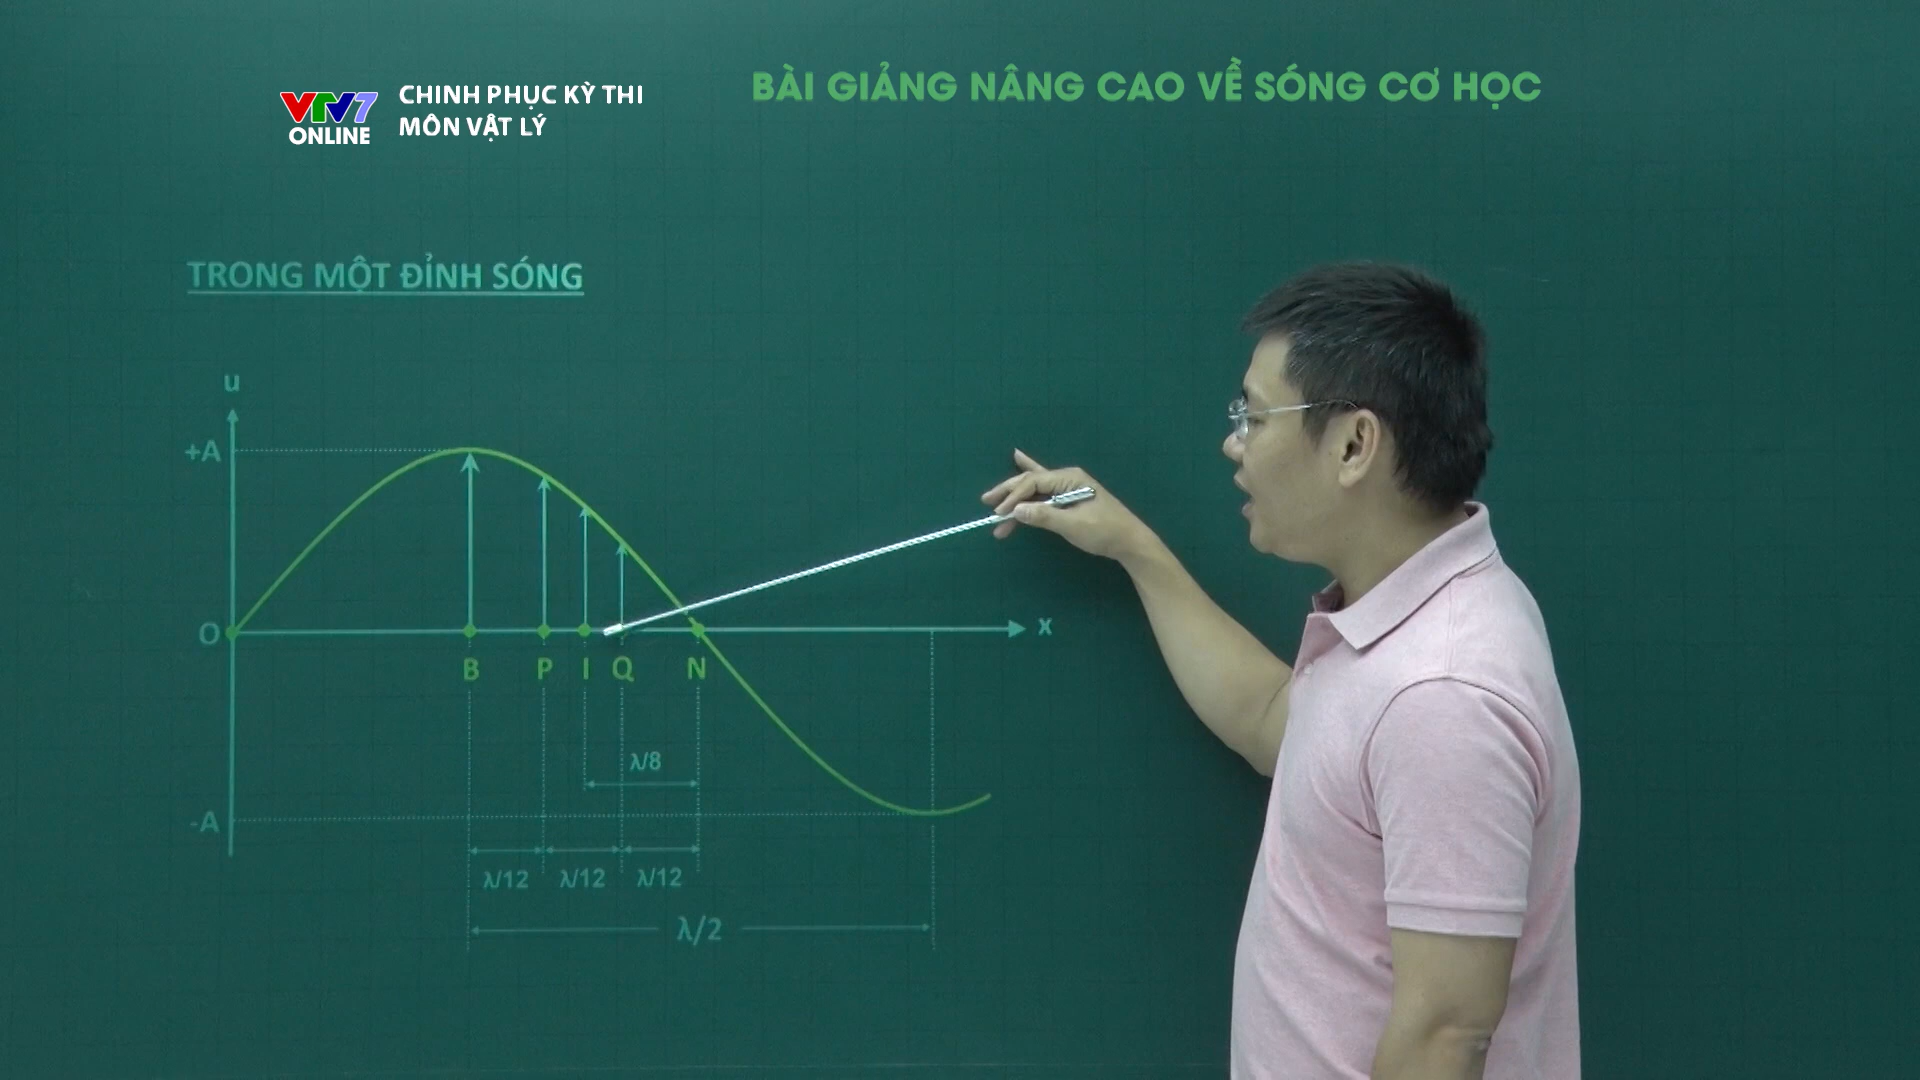 VTV7
ONLINE
CHINH PHỤC KỲ THI
MÔN VẬT LÝ
BÀI GIẢNG NÂNG CAO VỀ SÓNG CƠ HỌC
TRONG MỘT ĐỈNH SÓNG
u
+A
O
x
B P I Q N
λ/8
-A
λ/12 λ/12 λ/12
λ/2